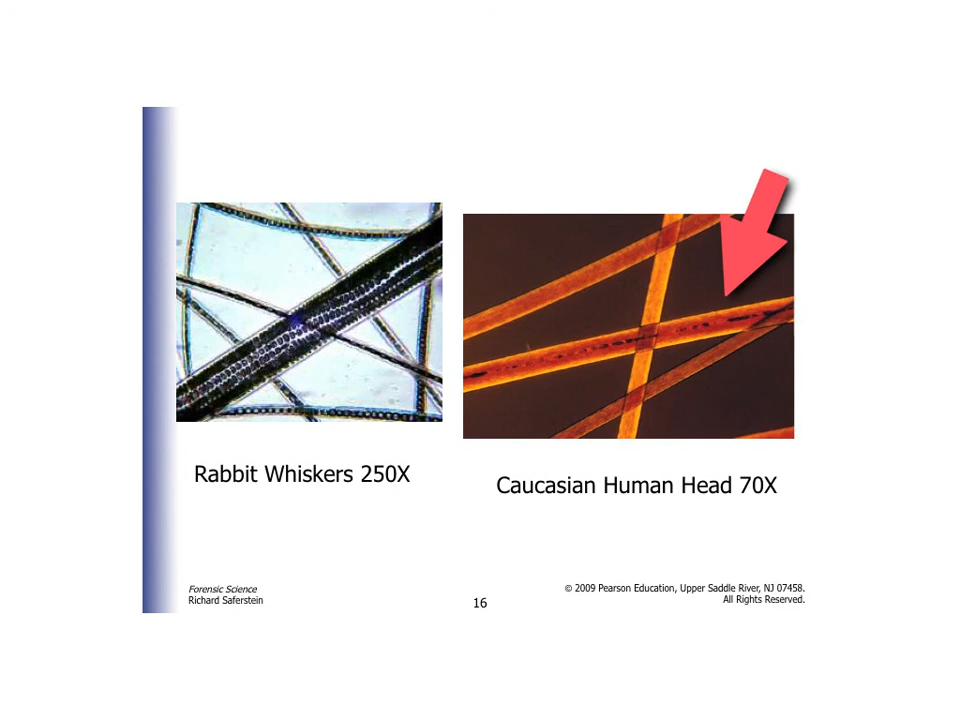 Rabbit Whiskers 250X
Caucasian Human Head 70X
Forensic Science
Richard Saferstein
16
© 2009 Pearson Education, Upper Saddle River, NJ 07458.
All Rights Reserved.